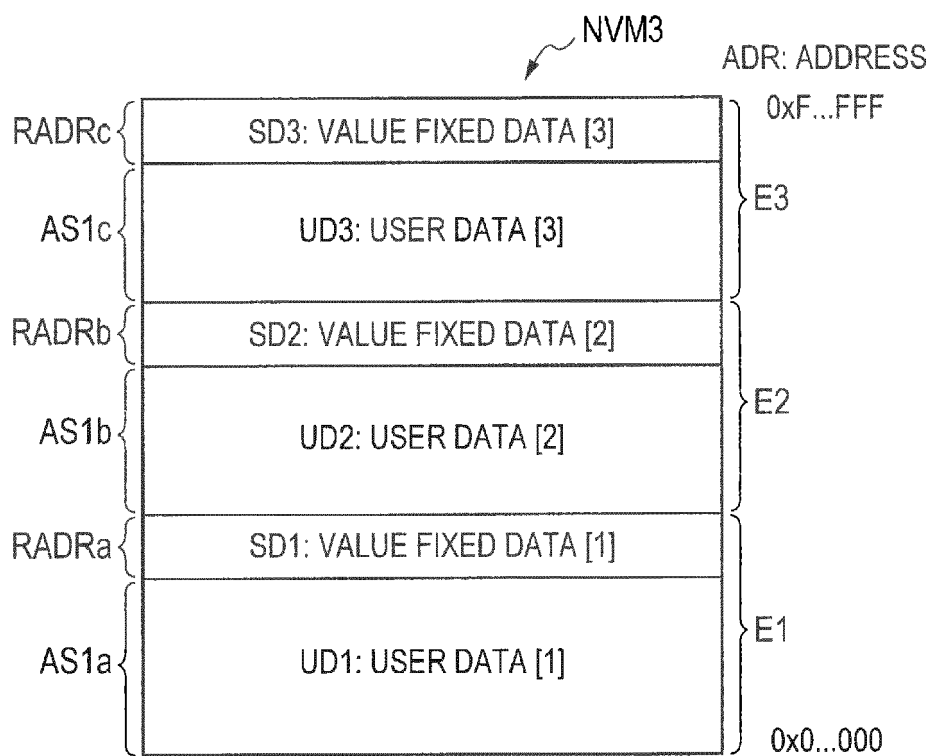 NVM3
ADR: ADDRESS
0xF...FFF
RADRc
SD3: VALUE FIXED DATA [3]
E3
AS1c
UD3: USER DATA [3]
RADRb
SD2: VALUE FIXED DATA [2]
E2
AS1b
UD2: USER DATA [2]
RADRa
SD1: VALUE FIXED DATA [1]
E1
AS1a
UD1: USER DATA [1]
0x0...000